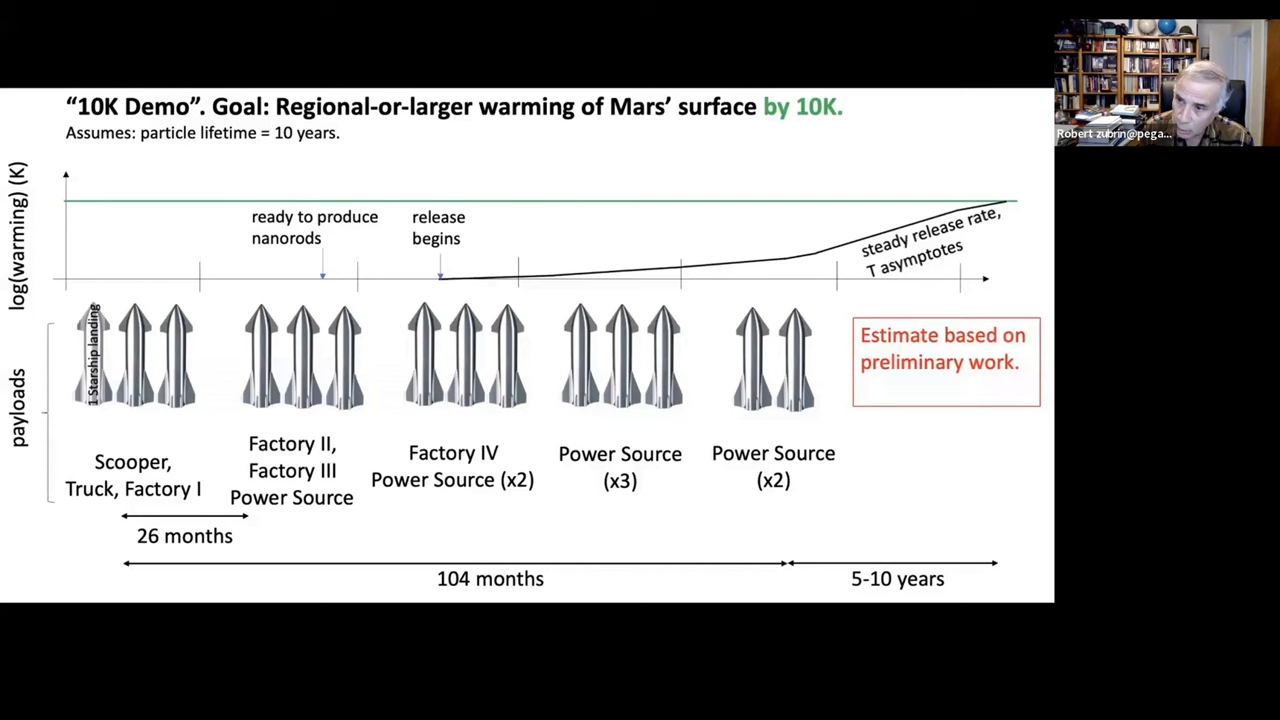 “10K Demo”. Goal: Regional-or-larger warming of Mars’ surface by 10K.
Assumes: particle lifetime = 10 years.
Robert zubrin@pega...
log(warming) (K)
ready to produce
nanorods
release
begins
steady release rate,
T asymptotes
payloads
1 Starship landing
Estimate based on
preliminary work.
Scooper,
Truck, Factory I
Factory II,
Factory III
Power Source
Factory IV
Power Source (x2)
Power Source
(x3)
Power Source
(x2)
26 months
104 months
5-10 years